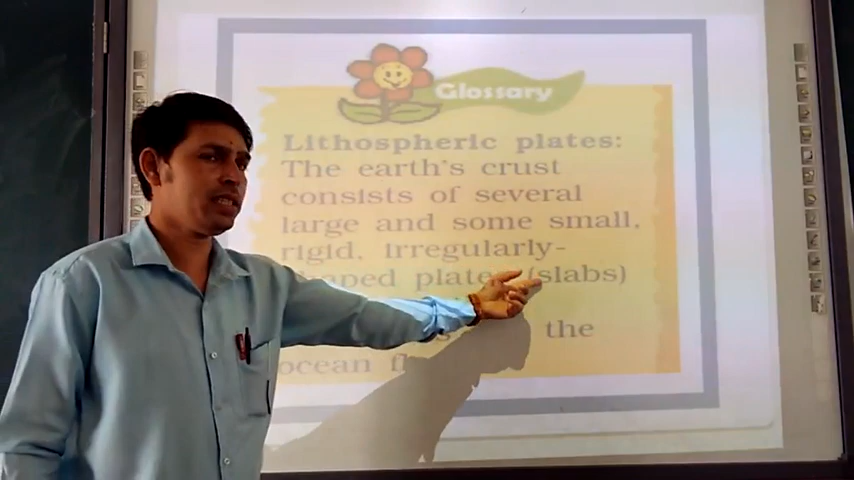 Glossary
Lithospheric plates:
The earth's crust
consists of several
large and some small,
rigid, irregularly-
plates (slabs)
the
ocean